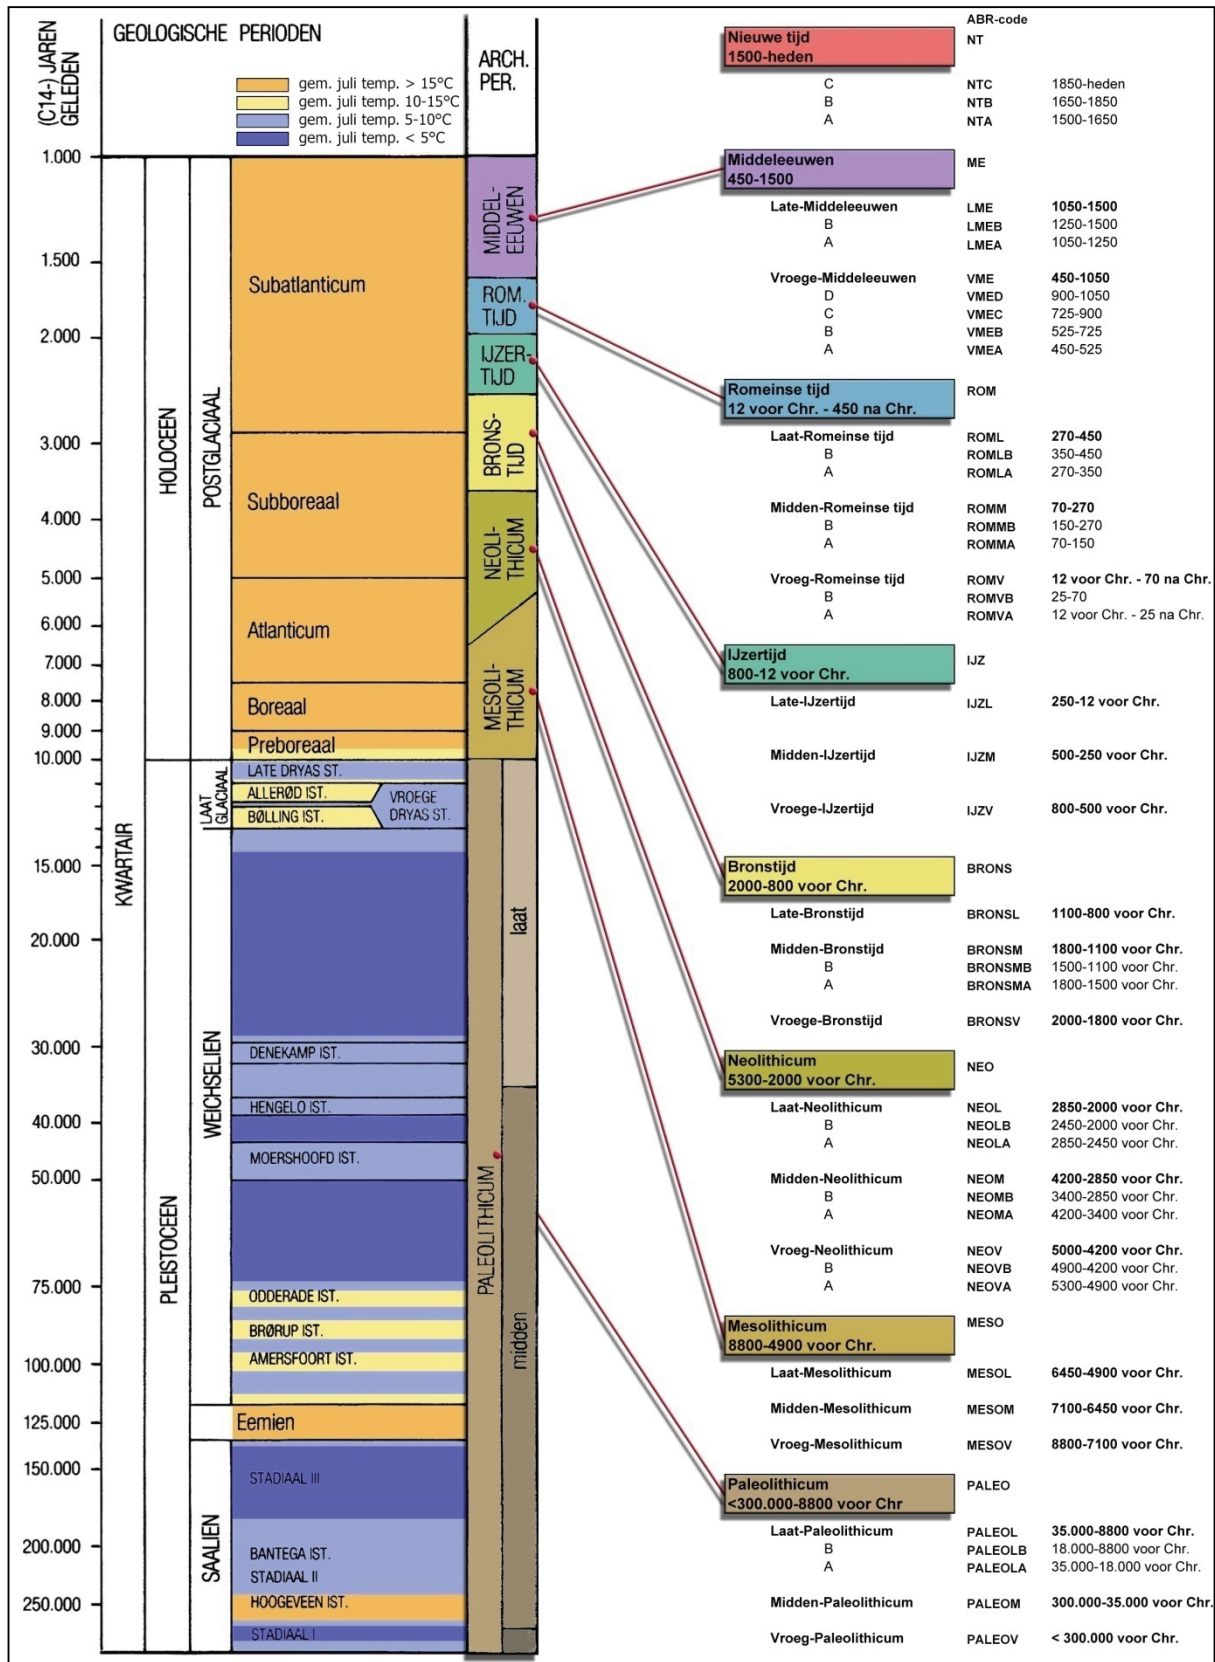 (C14-) JAREN
GELEDEN
GEOLOGISCHE PERIODEN
gem. juli temp. > 15°C
gem. juli temp. 10-15°C
gem. juli temp. 5-10°C
gem. juli temp. < 5°C
ARCH.
PER.
1.000
1.500
2.000
3.000
4.000
5.000
6.000
7.000
8.000
9.000
10.000
15.000
20.000
30.000
40.000
50.000
75.000
100.000
125.000
150.000
200.000
250.000
KWARTAIR
HOLOCEEN
PLEISTOCEEN
POSTGLACIAAL
LAAT
GLACIAAL
WEICHSELIEN
SAALIEN
Subatlanticum
Subboreaal
Atlanticum
Boreaal
Preboreaal
LATE DRYAS ST.
ALLERØD IST.
VROEGE
DRYAS ST.
BØLLING IST.
DENEKAMP IST.
HENGELO IST.
MOERSHOOFD IST.
ODDERADE IST.
BRØRUP IST.
AMERSFOORT IST.
Eemien
STADIAAL III
BANTEGA IST.
STADIAAL II
HOOGEVEEN IST.
STADIAAL I
MIDDEL-
EEUWEN
ROM.
TIJD
IJZER-
TIJD
BRONS-
TIJD
NEOLI-
THICUM
MESOLI-
THICUM
PALEOLITHICUM
laat
midden
ABR-code
Nieuwe tijd NT
1500-heden
C NTC 1850-heden
B NTB 1650-1850
A NTA 1500-1650
Middeleeuwen ME
450-1500
Late-Middeleeuwen LME 1050-1500
B LMEB 1250-1500
A LMEA 1050-1250
Vroege-Middeleeuwen VME 450-1050
D VMED 900-1050
C VMEC 725-900
B VMEB 525-725
A VMEA 450-525
Romeinse tijd ROM
12 voor Chr. - 450 na Chr.
Laat-Romeinse tijd ROML 270-450
B ROMLB 350-450
A ROMLA 270-350
Midden-Romeinse tijd ROMM 70-270
B ROMMB 150-270
A ROMMA 70-150
Vroeg-Romeinse tijd ROMV 12 voor Chr. - 70 na Chr.
B ROMVB 25-70
A ROMVA 12 voor Chr. - 25 na Chr.
IJzertijd IJZ
800-12 voor Chr.
Late-IJzertijd IJZL 250-12 voor Chr.
Midden-IJzertijd IJZM 500-250 voor Chr.
Vroege-IJzertijd IJZV 800-500 voor Chr.
Bronstijd BRONS
2000-800 voor Chr.
Late-Bronstijd BRONSL 1100-800 voor Chr.
Midden-Bronstijd BRONSM 1800-1100 voor Chr.
B BRONSMB 1500-1100 voor Chr.
A BRONSMA 1800-1500 voor Chr.
Vroege-Bronstijd BRONSV 2000-1800 voor Chr.
Neolithicum NEO
5300-2000 voor Chr.
Laat-Neolithicum NEOL 2850-2000 voor Chr.
B NEOLB 2450-2000 voor Chr.
A NEOLA 2850-2450 voor Chr.
Midden-Neolithicum NEOM 4200-2850 voor Chr.
B NEOMB 3400-2850 voor Chr.
A NEOMA 4200-3400 voor Chr.
Vroeg-Neolithicum NEOV 5000-4200 voor Chr.
B NEOVB 4900-4200 voor Chr.
A NEOVA 5300-4900 voor Chr.
Mesolithicum MESO
8800-4900 voor Chr.
Laat-Mesolithicum MESOL 6450-4900 voor Chr.
Midden-Mesolithicum MESOM 7100-6450 voor Chr.
Vroeg-Mesolithicum MESOV 8800-7100 voor Chr.
Paleolithicum PALEO
<300.000-8800 voor Chr
Laat-Paleolithicum PALEOL 35.000-8800 voor Chr.
B PALEOLB 18.000-8800 voor Chr.
A PALEOLA 35.000-18.000 voor Chr.
Midden-Paleolithicum PALEOM 300.000-35.000 voor Chr.
Vroeg-Paleolithicum PALEOV < 300.000 voor Chr.